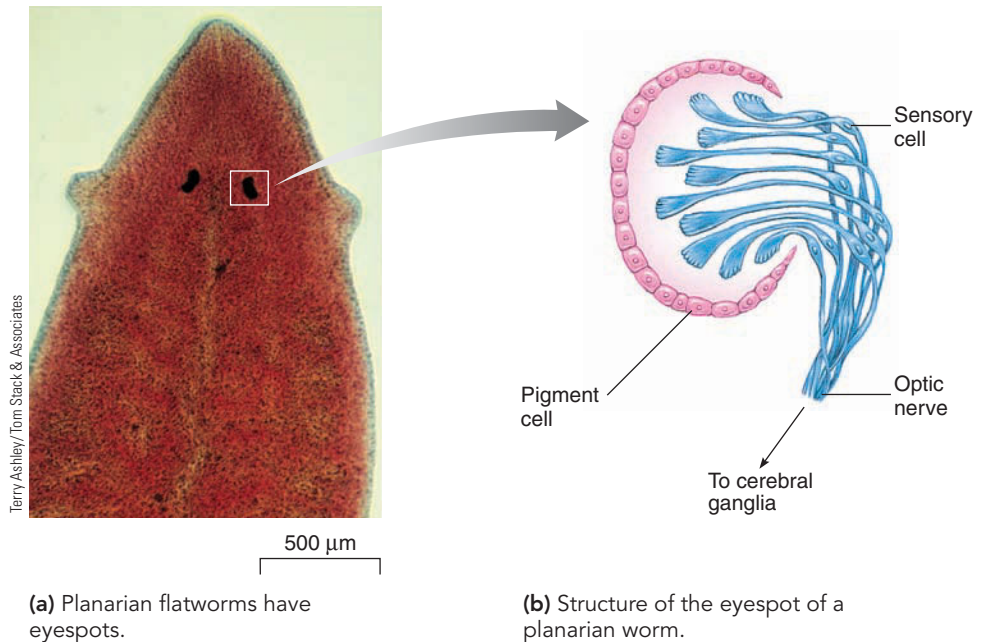 Terry Ashley/Tom Stack & Associates
Sensory
cell
Pigment
cell
Optic
nerve
To cerebral
ganglia
500 µm
(a) Planarian flatworms have
eyespots.
(b) Structure of the eyespot of a
planarian worm.